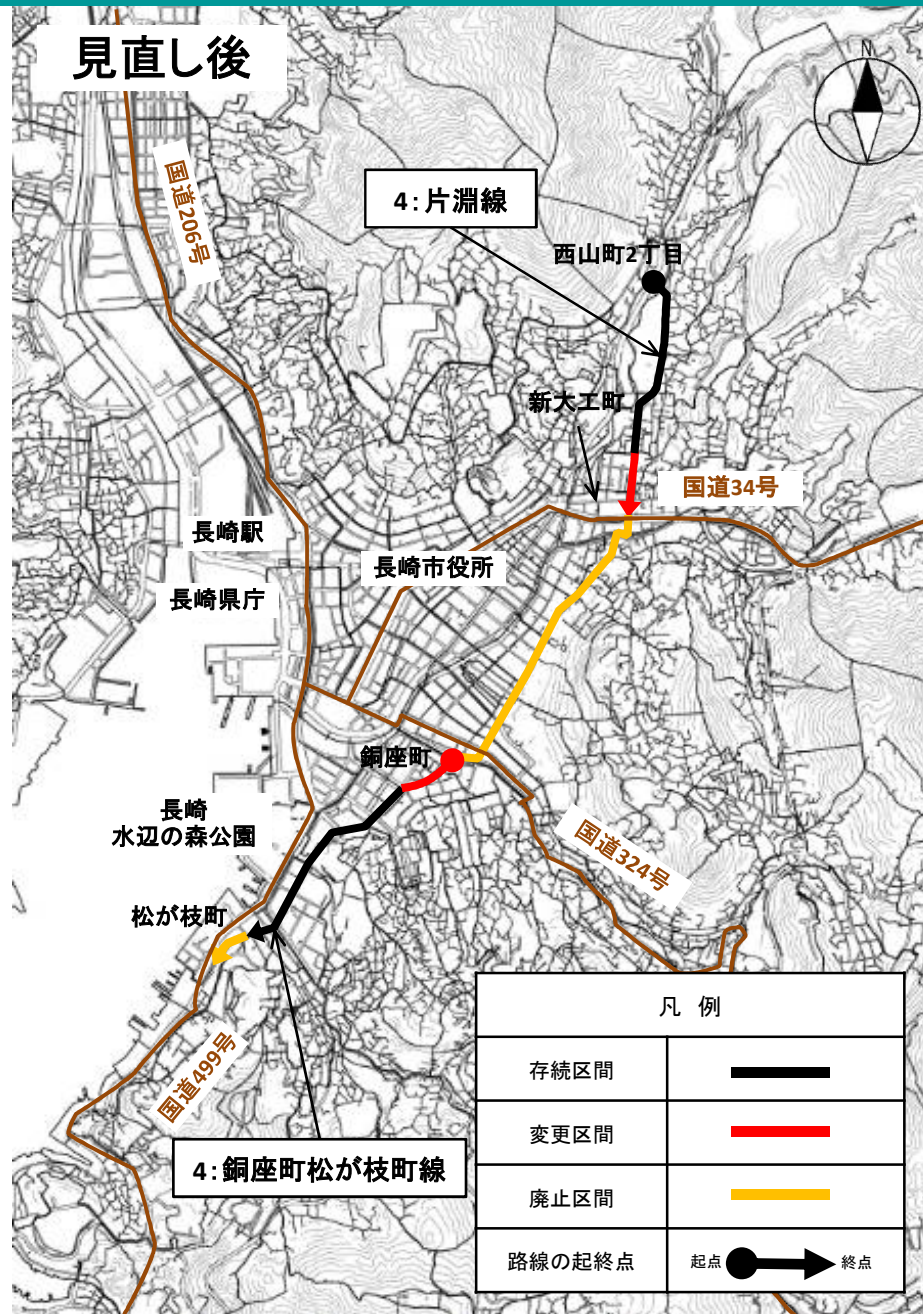 見直し後
N
国道206号
4:片淵線
西山町2丁目
新大工町
国道34号
長崎駅
長崎市役所
長崎県庁
銅座町
長崎
水辺の森公園
国道324号
松が枝町
国道499号
4:銅座町松が枝町線
凡 例
存続区間
変更区間
廃止区間
路線の起終点
起点
終点